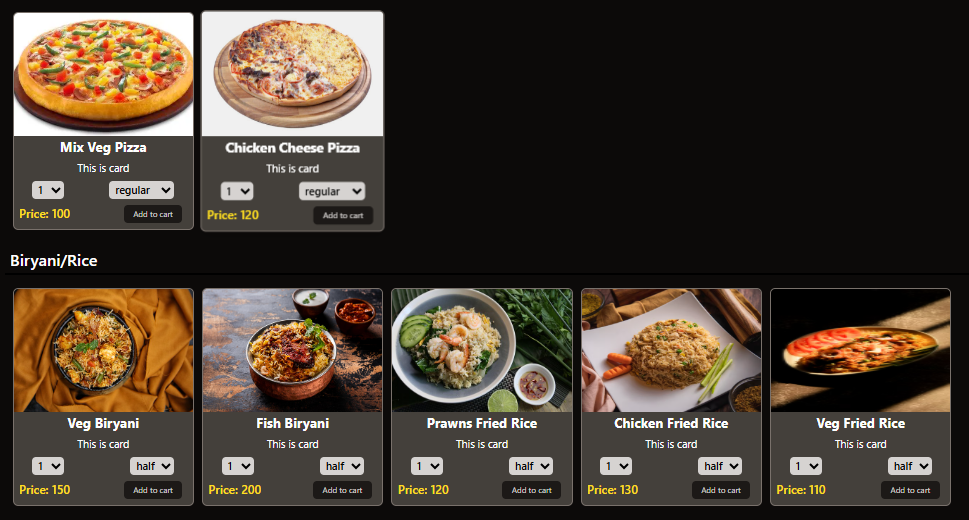 Mix Veg Pizza
Chicken Cheese Pizza
This is card
This is card
1
regular
1
regular
Price: 100
Add to cart
Price: 120
Add to cart
Biryani/Rice
Veg Biryani
Fish Biryani
Prawns Fried Rice
Chicken Fried Rice
Veg Fried Rice
This is card
This is card
This is card
This is card
This is card
1
half
1
half
1
half
1
half
1
half
Price: 150
Add to cart
Price: 200
Add to cart
Price: 120
Add to cart
Price: 130
Add to cart
Price: 110
Add to cart